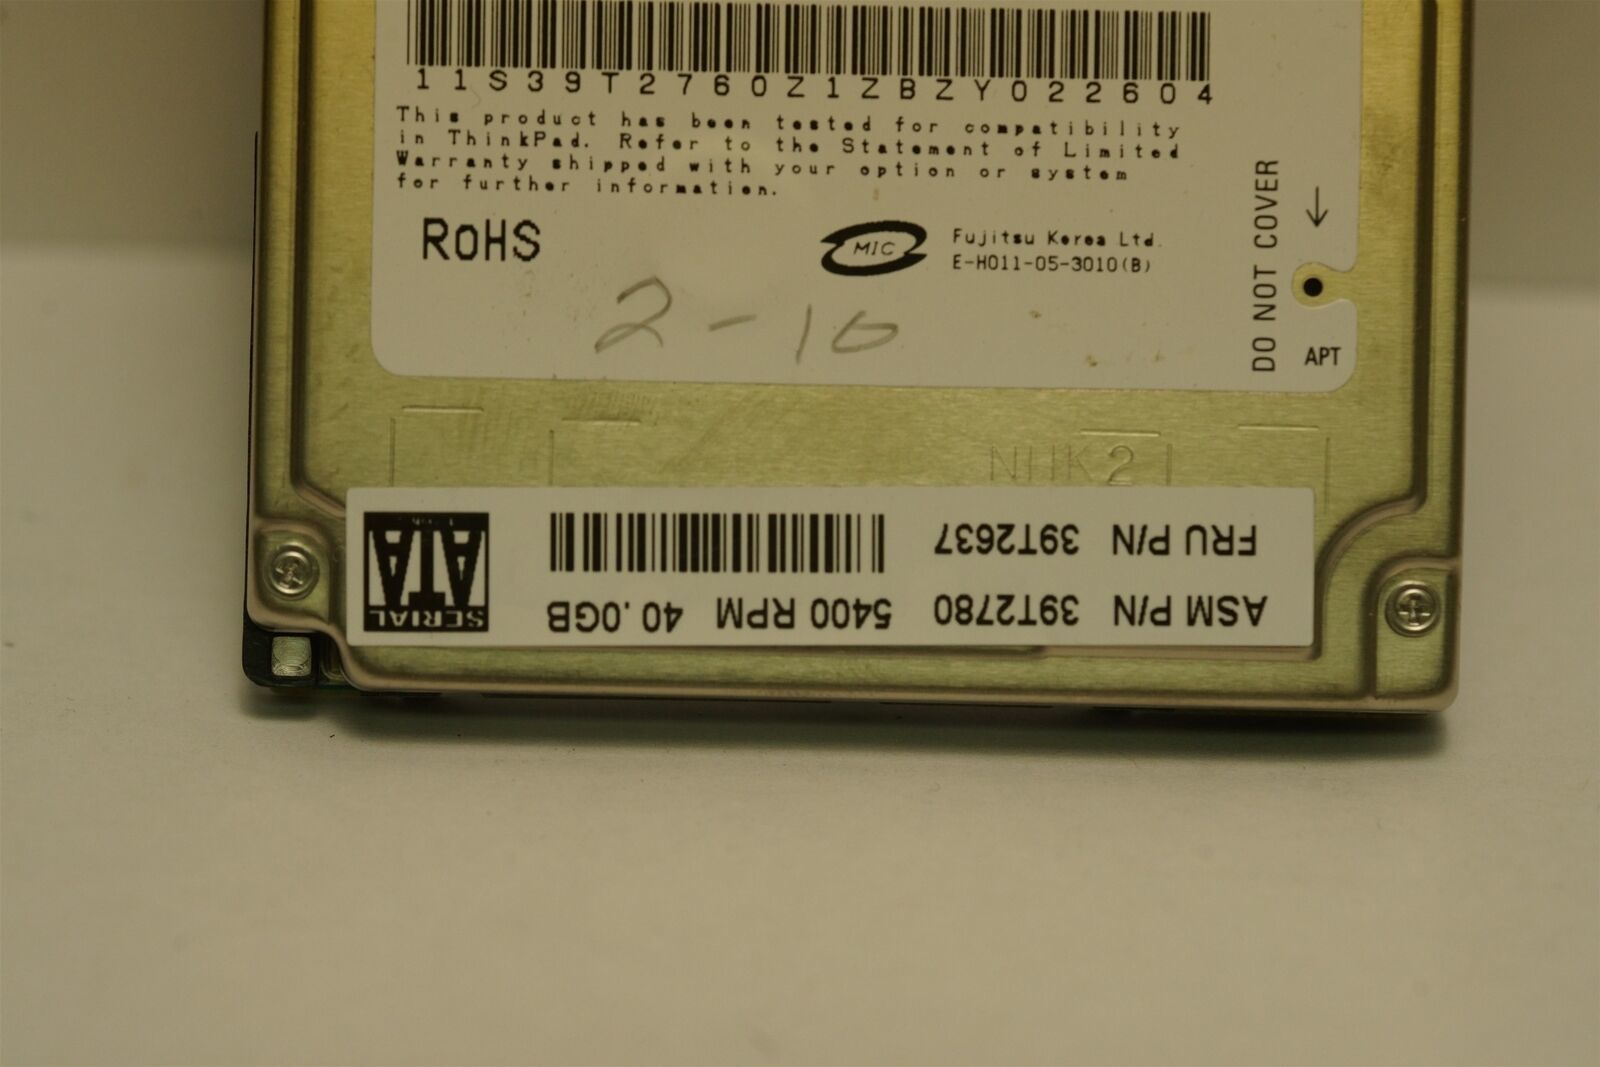 11S39T2760Z1ZBZY022604
This product has been tested for compatibility
in ThinkPad. Refer to the Statement of Limited
Warranty shipped with your option or system
for further information.
RoHS
MIC
Fujitsu Korea Ltd.
E-H011-05-3010(B)
DO NOT COVER
APT
2-10
NHK2
ASM P/N 39T2780 5400 RPM 40.0GB
FRU P/N 39T2637
SERIAL
ATA